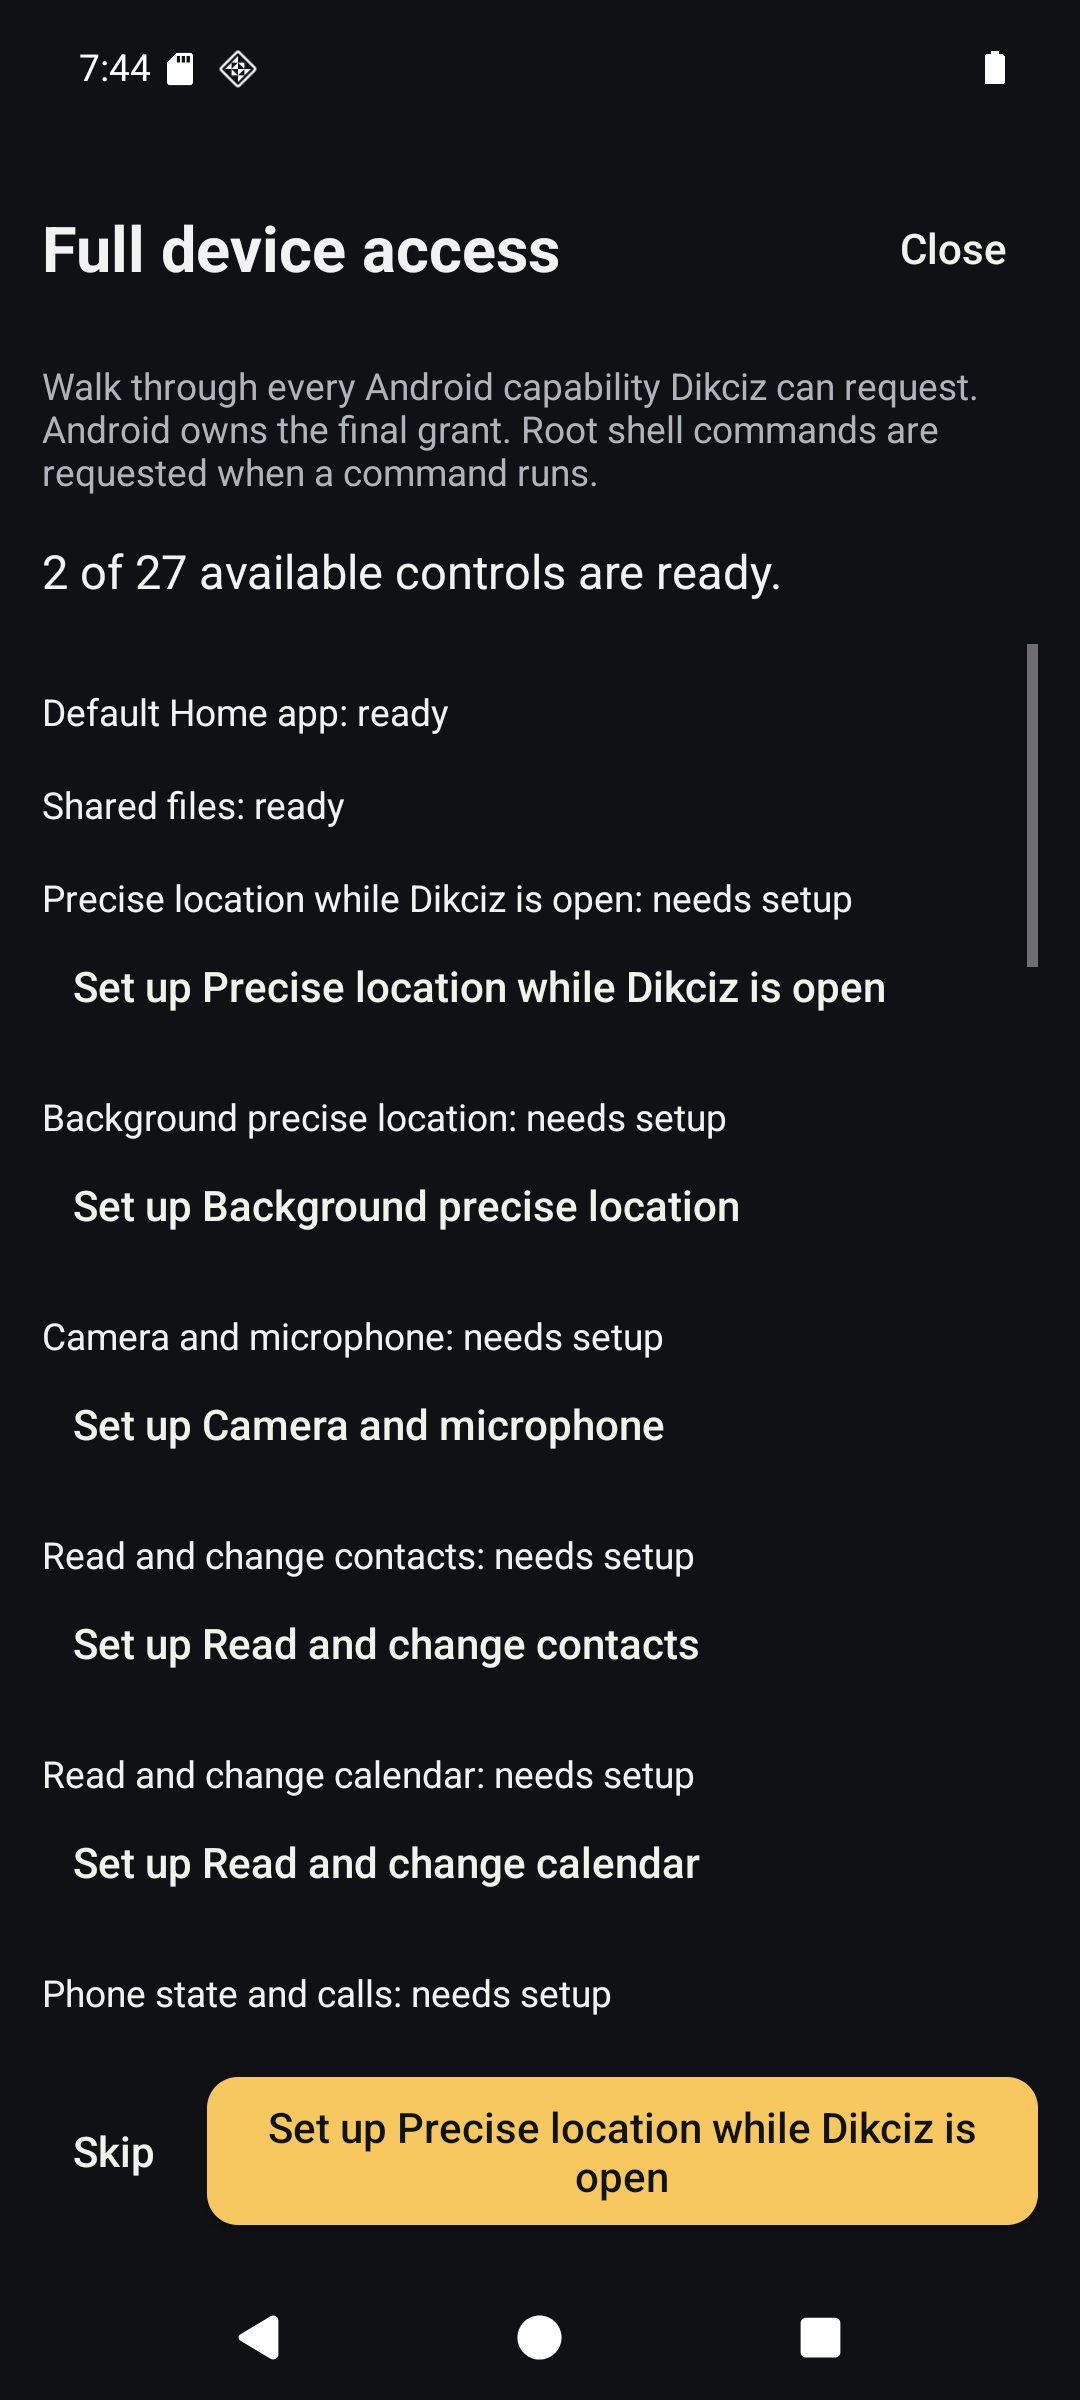 7:44
Full device access
Close
Walk through every Android capability Dikciz can request.
Android owns the final grant. Root shell commands are
requested when a command runs.
2 of 27 available controls are ready.
Default Home app: ready
Shared files: ready
Precise location while Dikciz is open: needs setup
Set up Precise location while Dikciz is open
Background precise location: needs setup
Set up Background precise location
Camera and microphone: needs setup
Set up Camera and microphone
Read and change contacts: needs setup
Set up Read and change contacts
Read and change calendar: needs setup
Set up Read and change calendar
Phone state and calls: needs setup
Skip
Set up Precise location while Dikciz is
open